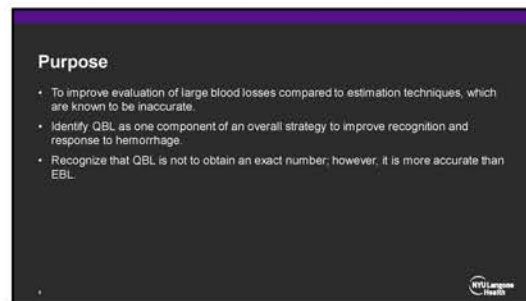 Purpose
• To improve evaluation of large blood losses compared to estimation techniques, which
are known to be inaccurate.
• Identify QBL as one component of an overall strategy to improve recognition and
response to hemorrhage.
• Recognize that QBL is not to obtain an exact number; however, it is more accurate than
EBL.
NYU Langone
Health